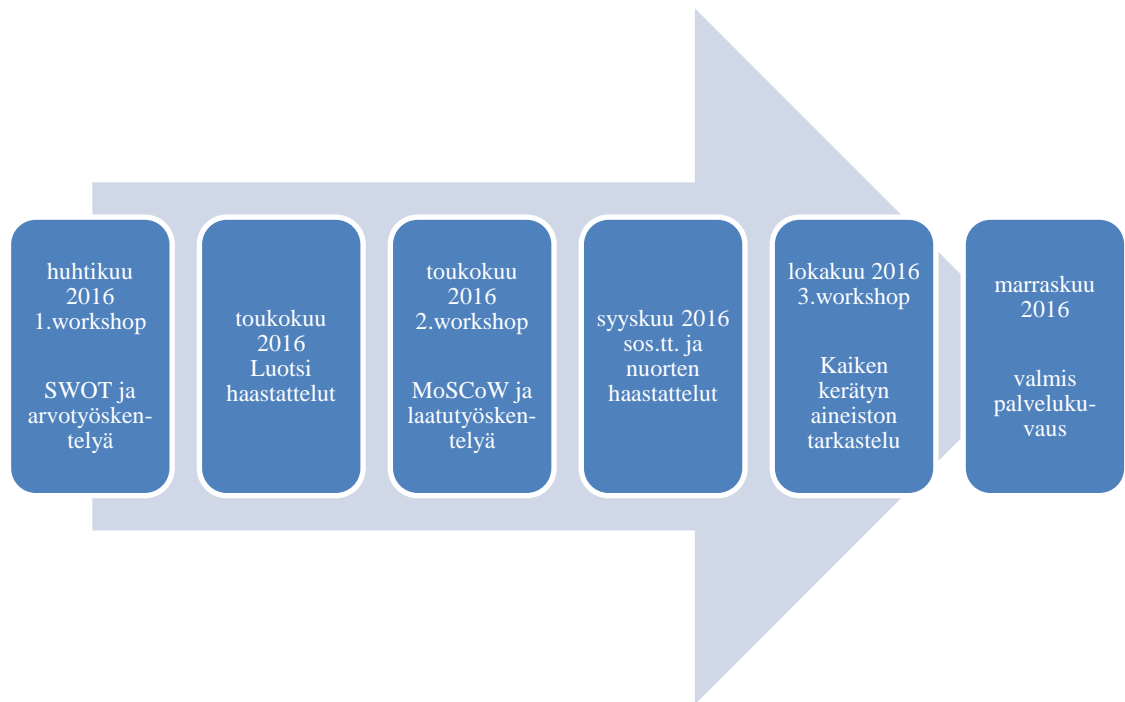 huhtikuu
2016
1.workshop
SWOT ja
arvotyösken-
telyä
toukokuu
2016
Luotsi
haastattelut
toukokuu
2016
2.workshop
MoSCoW ja
laatutyösken-
telyä
syyskuu 2016
sos.tt. ja
nuorten
haastattelut
lokakuu 2016
3.workshop
Kaiken
kerätyn
aineiston
tarkastelu
marraskuu
2016
valmis
palveluku-
vaus